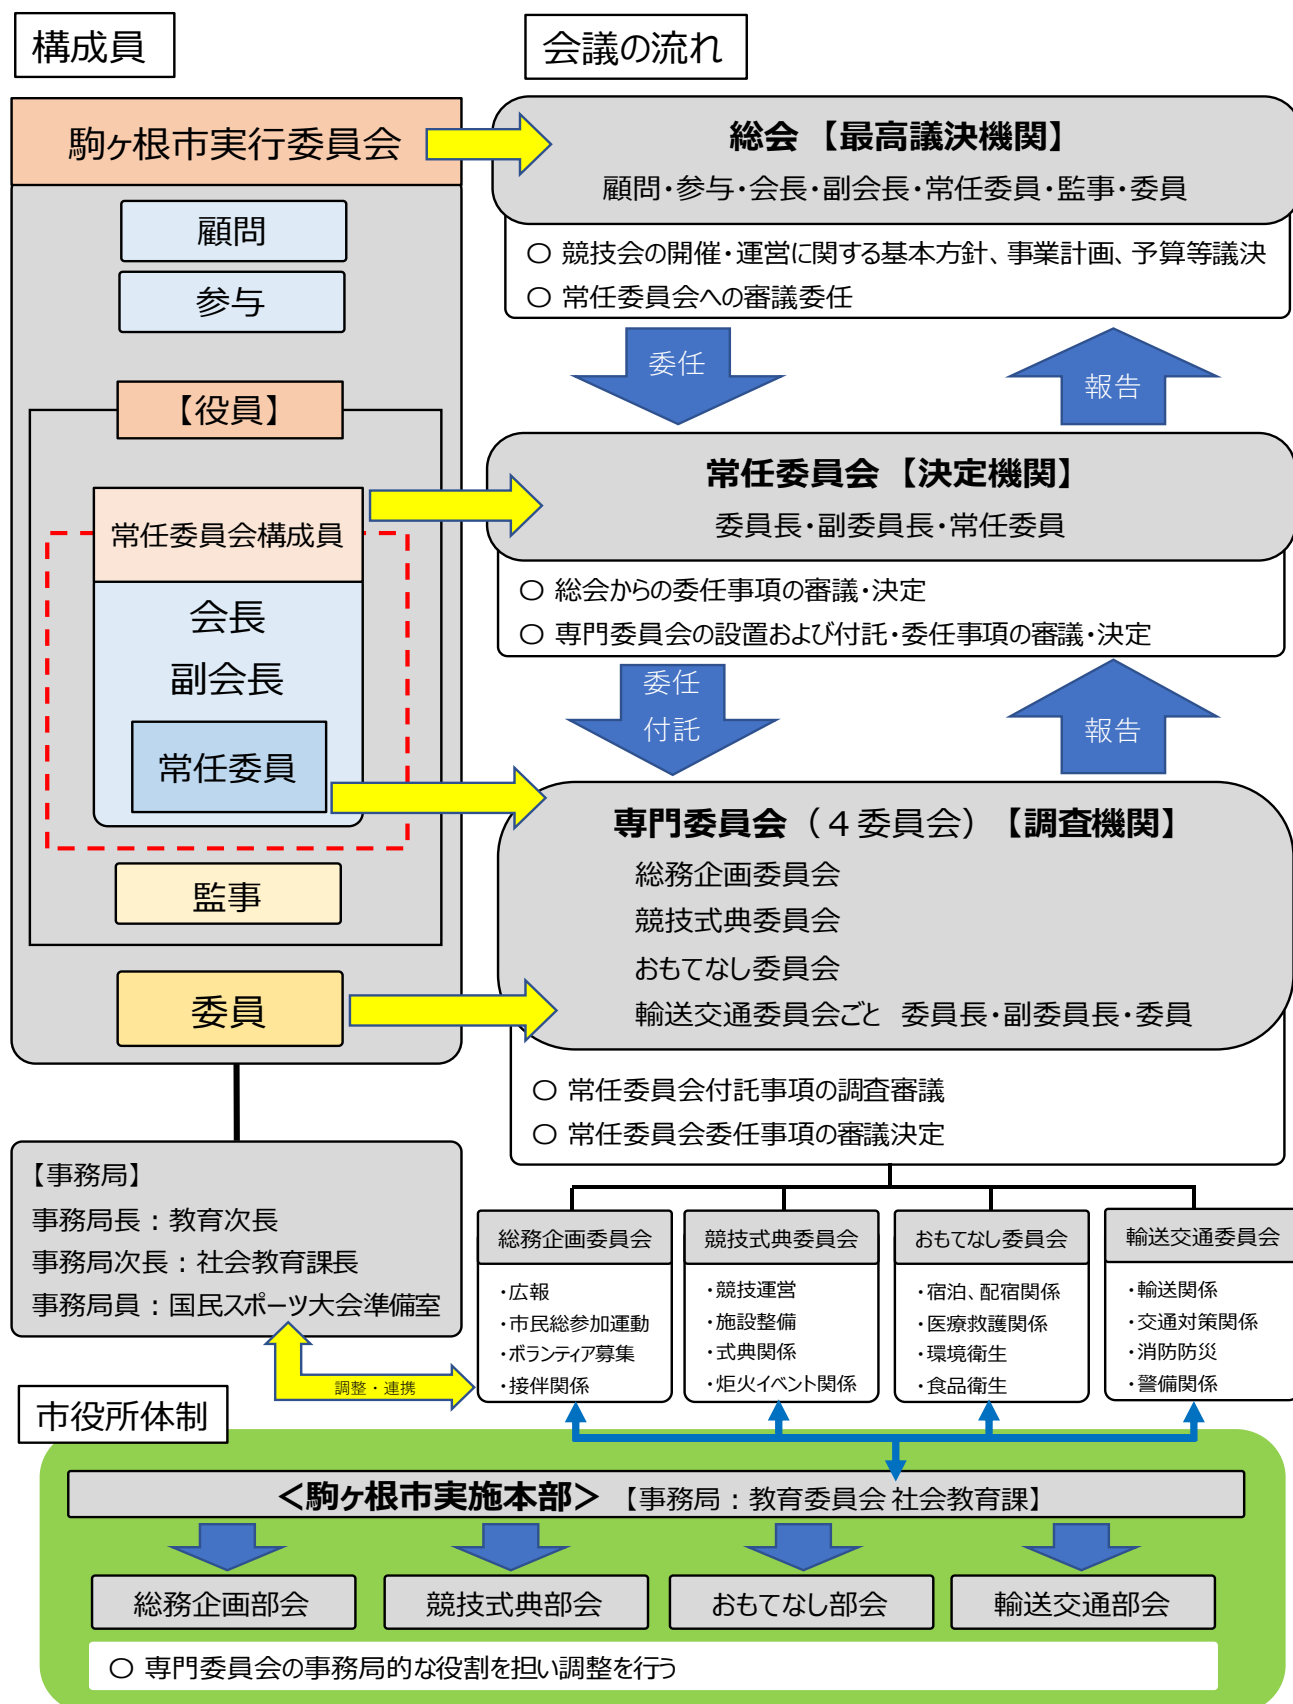 構成員
会議の流れ
駒ヶ根市実行委員会
顧問
参与
【役員】
常任委員会構成員
会長
副会長
常任委員
監事
委員
総会【最高議決機関】
顧問・参与・会長・副会長・常任委員・監事・委員
○ 競技会の開催・運営に関する基本方針、事業計画、予算等議決
○ 常任委員会への審議委任
委任
報告
常任委員会【決定機関】
委員長・副委員長・常任委員
○ 総会からの委任事項の審議・決定
○ 専門委員会の設置および付託・委任事項の審議・決定
委任
付託
報告
専門委員会（４委員会）【調査機関】
総務企画委員会
競技式典委員会
おもてなし委員会
輸送交通委員会ごと 委員長・副委員長・委員
○ 常任委員会付託事項の調査審議
○ 常任委員会委任事項の審議決定
【事務局】
事務局長：教育次長
事務局次長：社会教育課長
事務局員：国民スポーツ大会準備室
調整・連携
総務企画委員会
・広報
・市民総参加運動
・ボランティア募集
・接伴関係
競技式典委員会
・競技運営
・施設整備
・式典関係
・炬火イベント関係
おもてなし委員会
・宿泊、配宿関係
・医療救護関係
・環境衛生
・食品衛生
輸送交通委員会
・輸送関係
・交通対策関係
・消防防災
・警備関係
市役所体制
＜駒ヶ根市実施本部＞【事務局：教育委員会 社会教育課】
総務企画部会
競技式典部会
おもてなし部会
輸送交通部会
○ 専門委員会の事務局的な役割を担い調整を行う